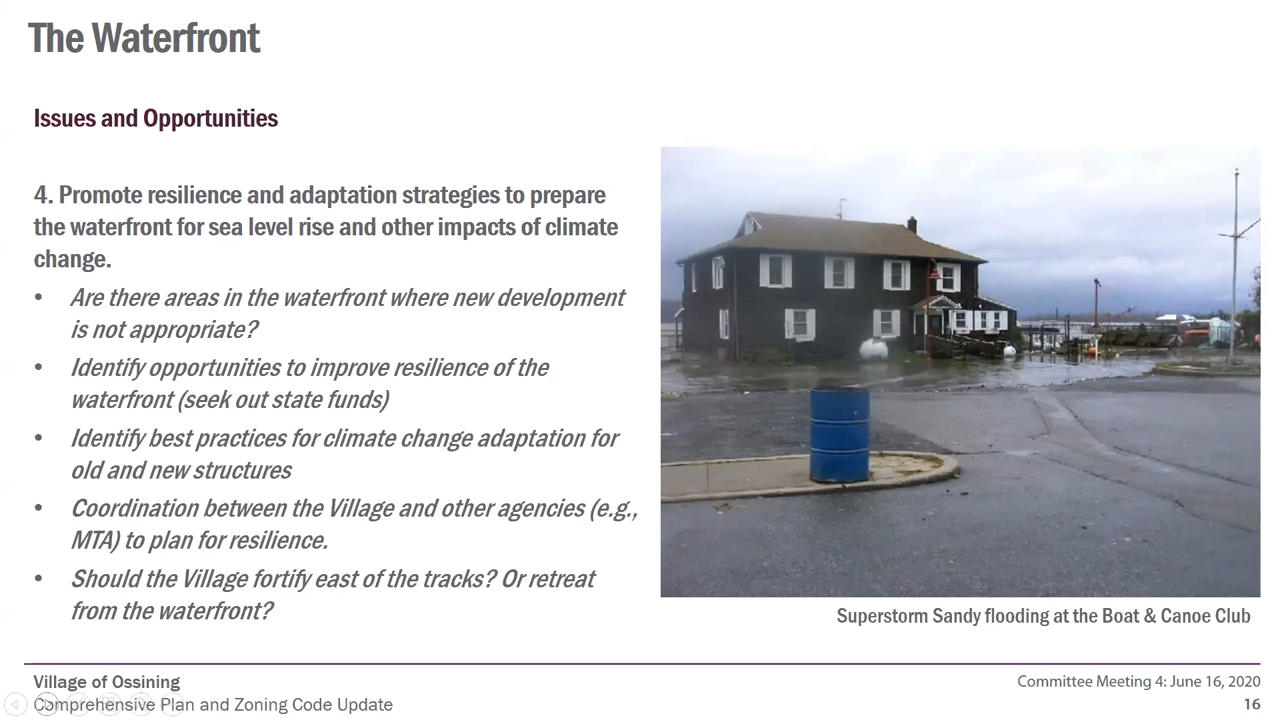 The Waterfront
Issues and Opportunities
4. Promote resilience and adaptation strategies to prepare
the waterfront for sea level rise and other impacts of climate
change.
• Are there areas in the waterfront where new development
is not appropriate?
• Identify opportunities to improve resilience of the
waterfront (seek out state funds)
• Identify best practices for climate change adaptation for
old and new structures
• Coordination between the Village and other agencies (e.g.,
MTA) to plan for resilience.
• Should the Village fortify east of the tracks? Or retreat
from the waterfront?
Superstorm Sandy flooding at the Boat & Canoe Club
Village of Ossining
Comprehensive Plan and Zoning Code Update
Committee Meeting 4: June 16, 2020
16